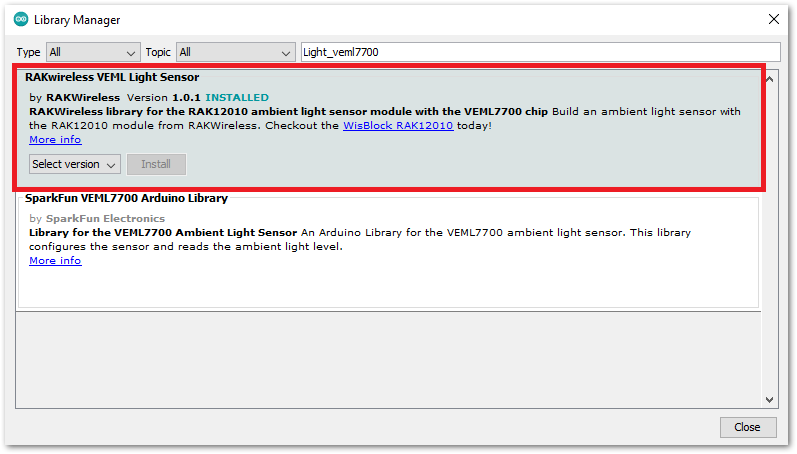 Library Manager
Type All Topic All Light_veml7700
RAKwireless VEML Light Sensor
by RAKWireless Version 1.0.1 INSTALLED
RAKWireless library for the RAK12010 ambient light sensor module with the VEML7700 chip Build an ambient light sensor with
the RAK12010 module from RAKWireless. Checkout the WisBlock RAK12010 today!
More info
Select version Install
SparkFun VEML7700 Arduino Library
by SparkFun Electronics
Library for the VEML7700 Ambient Light Sensor An Arduino Library for the VEML7700 ambient light sensor. This library
configures the sensor and reads the ambient light level.
More info
Close